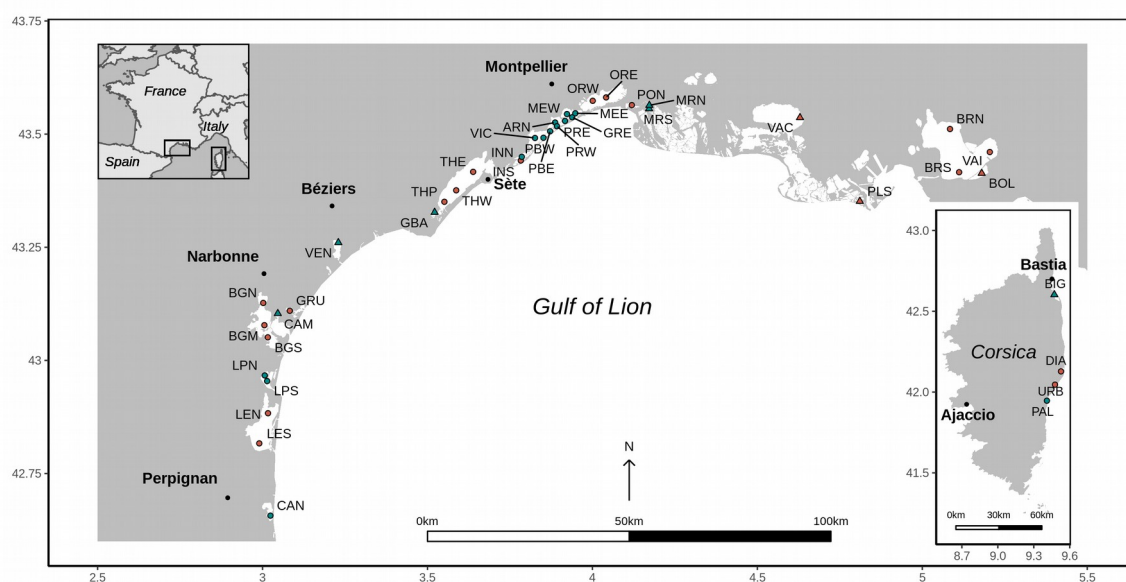 43.75
43.5
43.25
43
42.75
2.5
3
3.5
4
4.5
5
5.5
France
Italy
Spain
Montpellier
ORE
ORW
PON
MRN
MEW
MEE
MRS
ARN
GRE
VIC
PRE
PBW
PRW
INN
PBE
THE
INS
Sète
THP
THW
GBA
VAC
BRN
VAI
BRS
BOL
PLS
Béziers
VEN
Narbonne
BGN
GRU
CAM
BGM
BGS
LPN
LPS
LEN
LES
Perpignan
CAN
Gulf of Lion
N
0km
50km
100km
43.0
42.5
42.0
41.5
Bastia
BIG
Corsica
DIA
URB
PAL
Ajaccio
0km
30km
60km
8.7
9.0
9.3
9.6